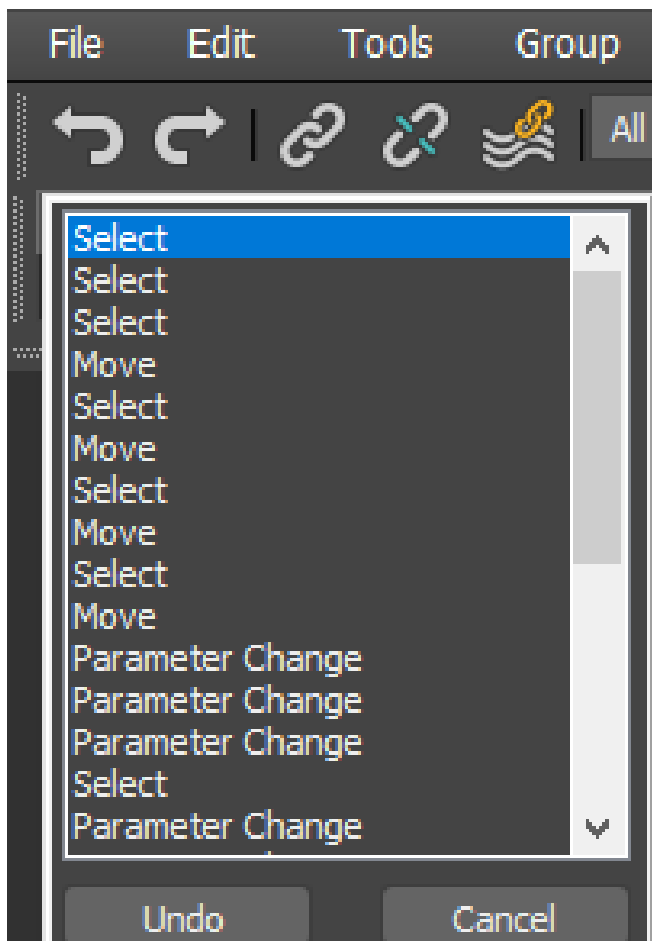 File Edit Tools Group
All
Select
Select
Select
Move
Select
Move
Select
Move
Select
Move
Parameter Change
Parameter Change
Parameter Change
Select
Parameter Change
Undo Cancel